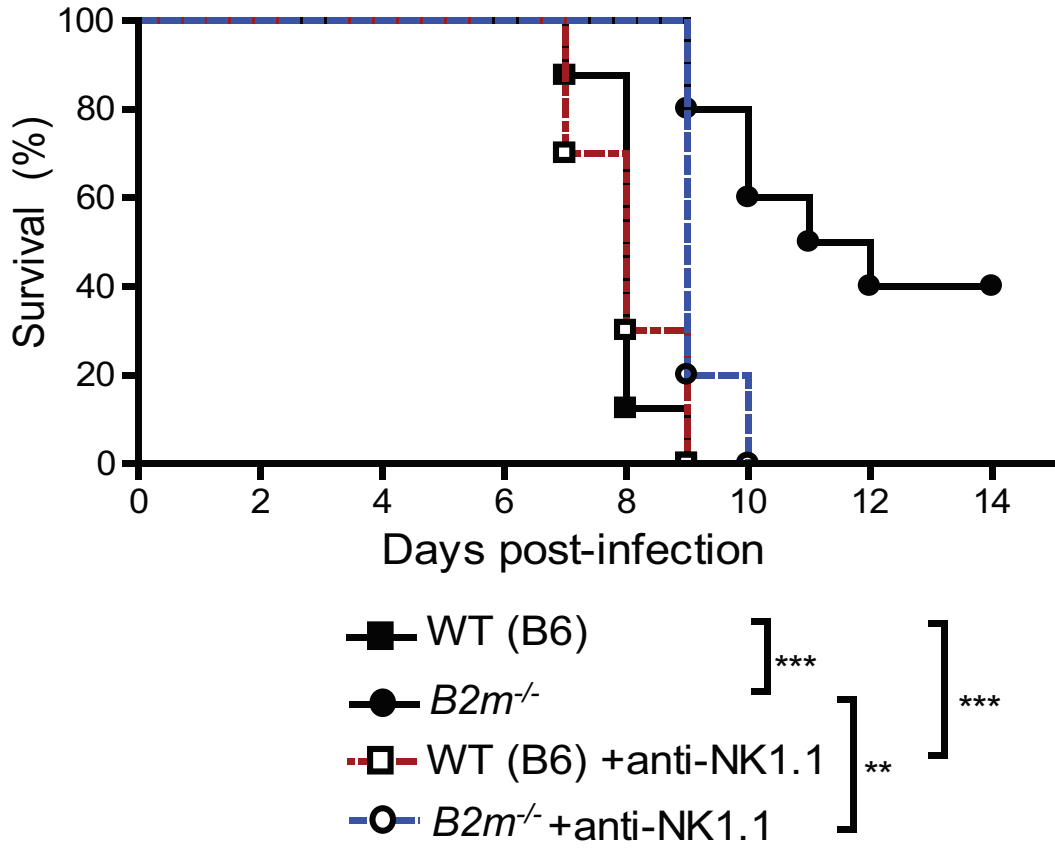 Survival (%)
100
80
60
40
20
0
0 2 4 6 8 10 12 14
Days post-infection
WT (B6)
B2m-/-
WT (B6) +anti-NK1.1
B2m-/- +anti-NK1.1
***
***
**